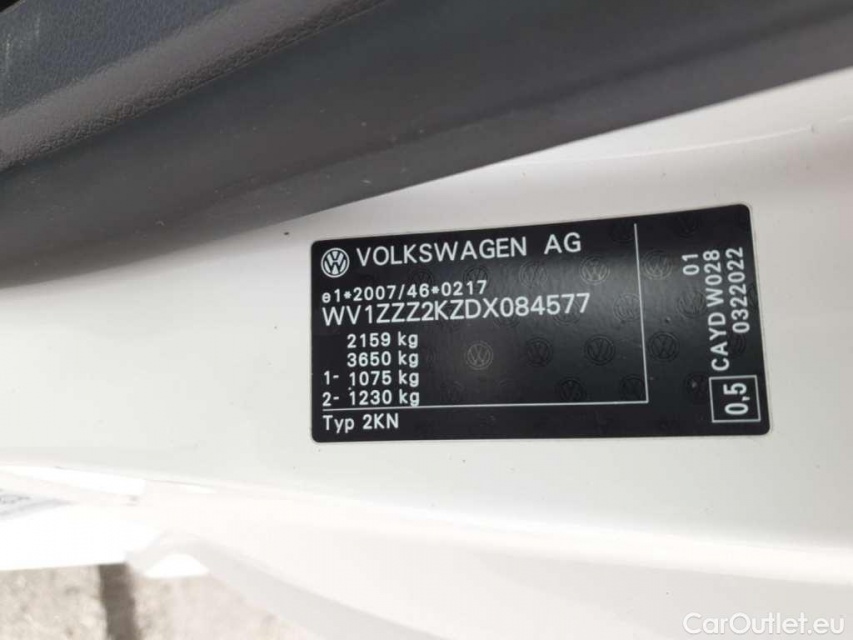 VOLKSWAGEN AG
e1*2007/46*0217
WV1ZZZ2KZDX084577
2159 kg
3650 kg
1- 1075 kg
2- 1230 kg
Typ 2KN
01
CAYD W028
0322022
0,5
CarOutlet.eu